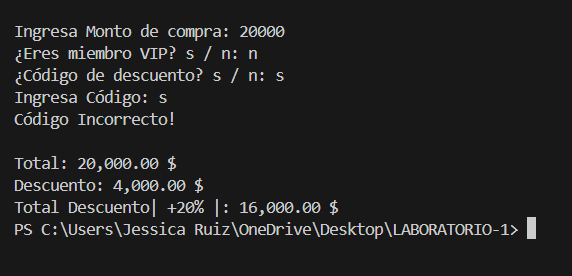 Ingresa Monto de compra: 20000
¿Eres miembro VIP? s / n: n
¿Código de descuento? s / n: s
Ingresa Código: s
Código Incorrecto!
Total: 20,000.00 $
Descuento: 4,000.00 $
Total Descuento| +20% |: 16,000.00 $
PS C:\Users\Jessica Ruiz\OneDrive\Desktop\LABORATORIO-1>